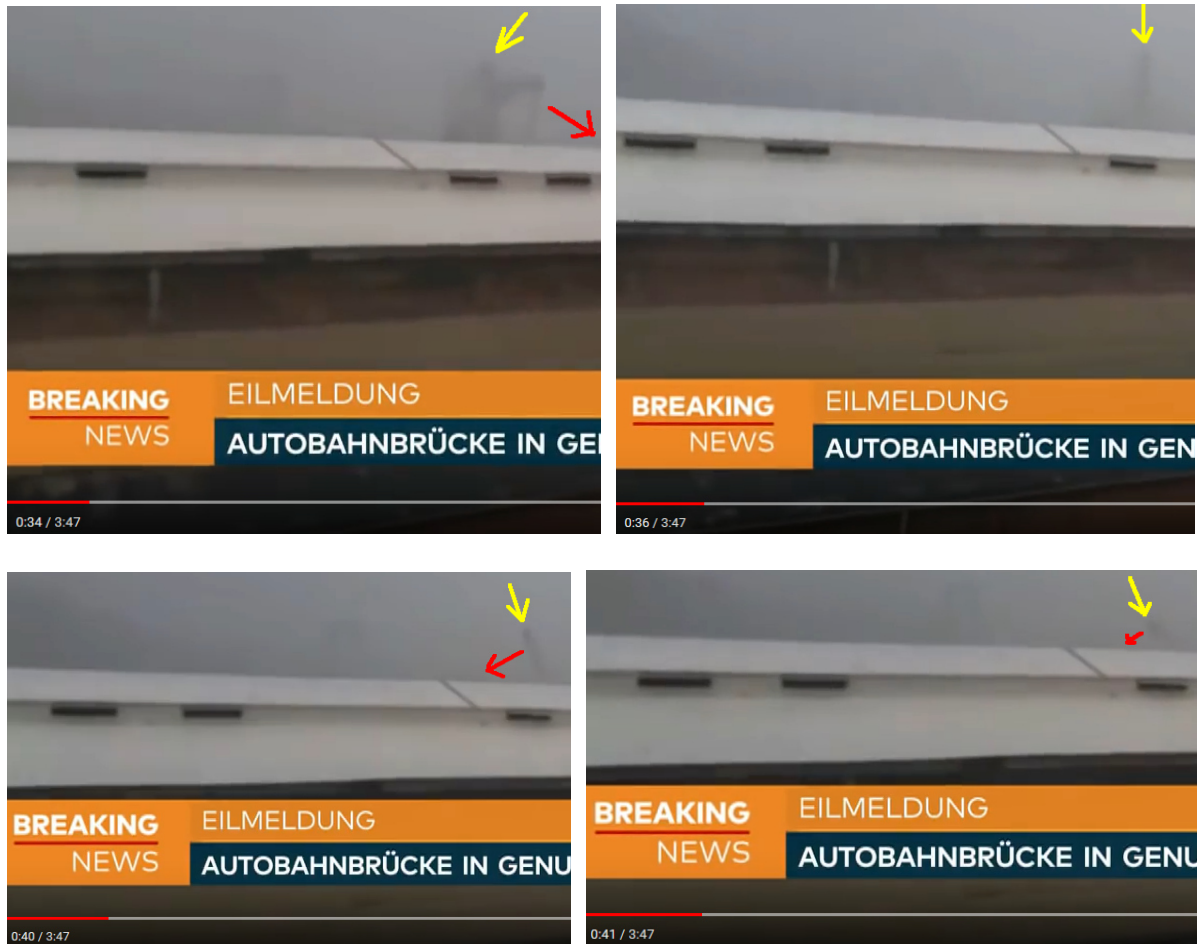 BREAKING
NEWS
EILMELDUNG
AUTOBAHNBRÜCKE IN GE
0:34 / 3:47
BREAKING
NEWS
EILMELDUNG
AUTOBAHNBRÜCKE IN GEN
0:36 / 3:47
BREAKING
NEWS
EILMELDUNG
AUTOBAHNBRÜCKE IN GENU
0:40 / 3:47
BREAKING
NEWS
EILMELDUNG
AUTOBAHNBRÜCKE IN GENU
0:41 / 3:47